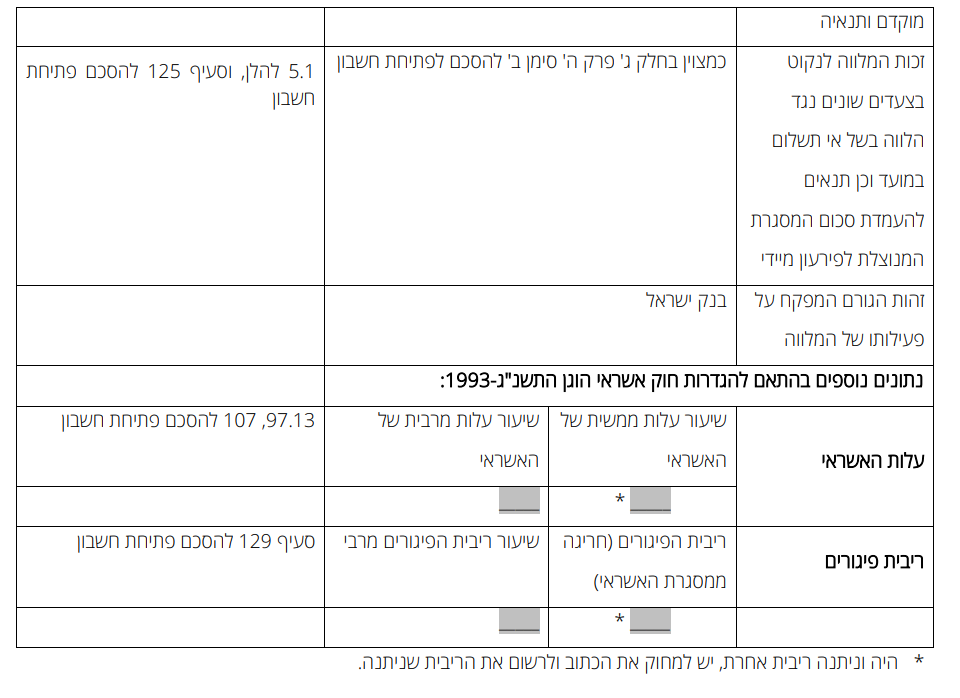 מוקדם ותנאיה
זכות המלווה לנקוט
בצעדים שונים נגד
הלווה בשל אי תשלום
במועד וכן תנאים
להעמדת סכום המסגרת
המנוצלת לפירעון מיידי
כמצוין בחלק ג' פרק ה' סימן ב' להסכם לפתיחת חשבון
5.1 להלן, וסעיף 125 להסכם פתיחת
חשבון
זהות הגורם המפקח על
פעילותו של המלווה
בנק ישראל
נתונים נוספים בהתאם להגדרות חוק אשראי הוגן התשנ"ג-1993:
עלות האשראי
שיעור עלות ממשית של
האשראי
שיעור עלות מרבית של
האשראי
97.13, 107 להסכם פתיחת חשבון
____ *
____
ריבית פיגורים
ריבית הפיגורים (חריגה
ממסגרת האשראי)
שיעור ריבית הפיגורים מרבי
סעיף 129 להסכם פתיחת חשבון
____ *
____
* היה וניתנה ריבית אחרת, יש למחוק את הכתוב ולרשום את הריבית שניתנה.